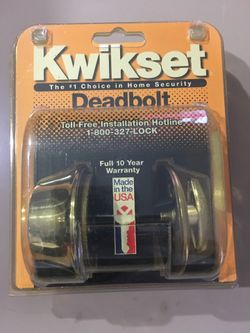 Kwikset
The #1 Choice in Home Security
Deadbolt
Toll-Free Installation Hotline
1-800-327-LOCK
Full 10 Year
Warranty
Made
in the
USA